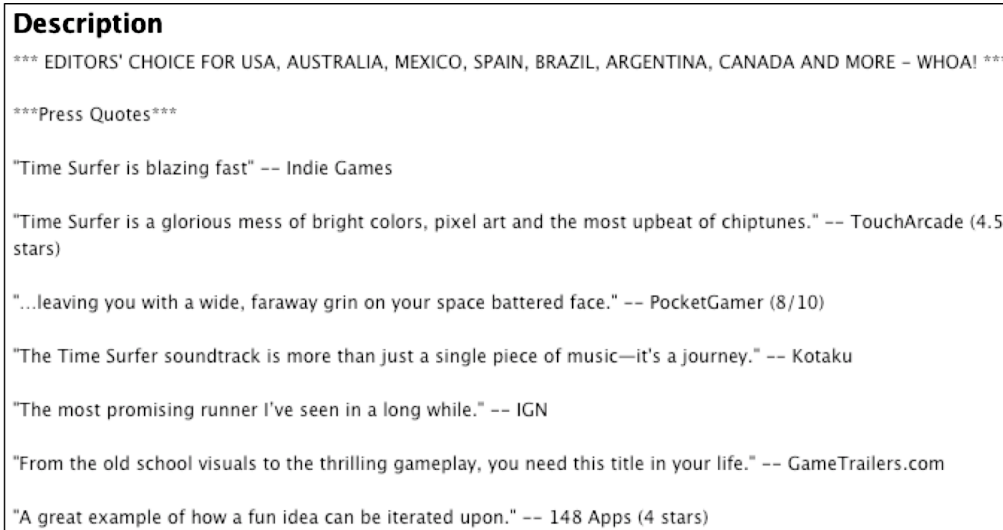 Description
*** EDITORS' CHOICE FOR USA, AUSTRALIA, MEXICO, SPAIN, BRAZIL, ARGENTINA, CANADA AND MORE – WHOA! ***
***Press Quotes***
"Time Surfer is blazing fast" -- Indie Games
"Time Surfer is a glorious mess of bright colors, pixel art and the most upbeat of chiptunes." -- TouchArcade (4.5
stars)
"...leaving you with a wide, faraway grin on your space battered face." -- PocketGamer (8/10)
"The Time Surfer soundtrack is more than just a single piece of music—it's a journey." -- Kotaku
"The most promising runner I've seen in a long while." -- IGN
"From the old school visuals to the thrilling gameplay, you need this title in your life." -- GameTrailers.com
"A great example of how a fun idea can be iterated upon." -- 148 Apps (4 stars)